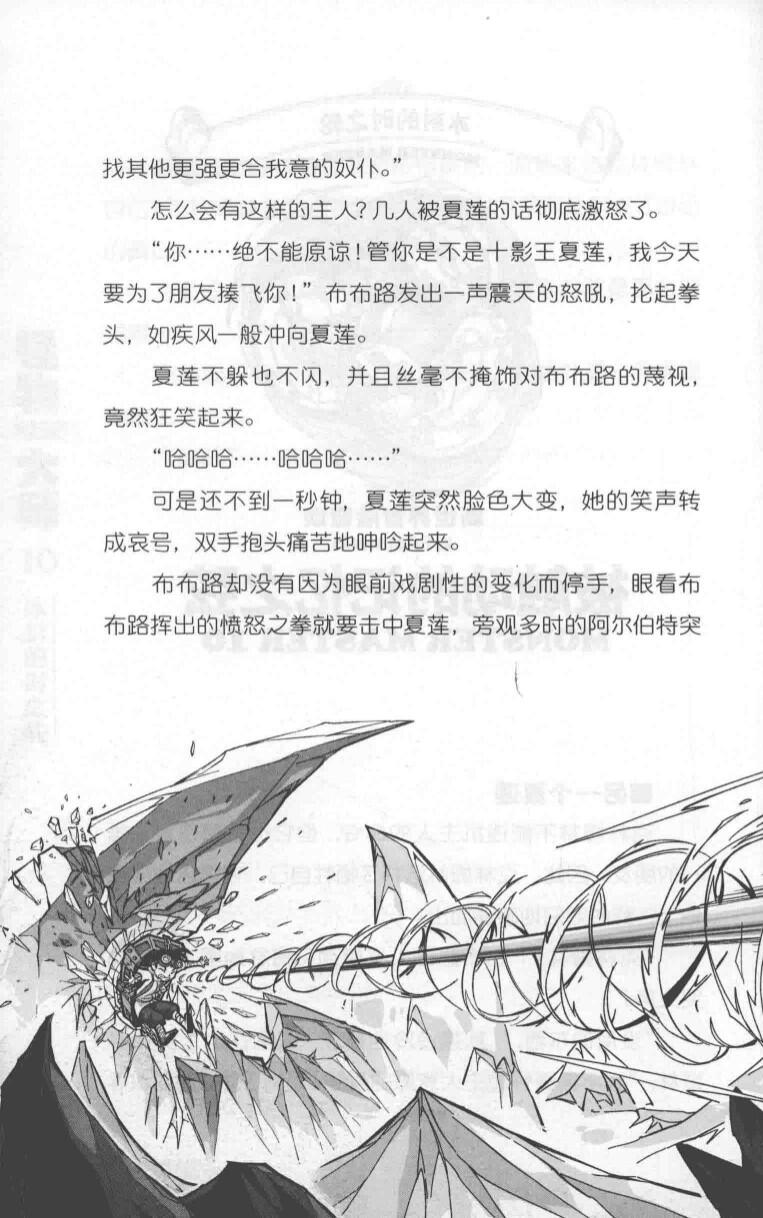 找其他更强更合我意的奴仆。”
怎么会有这样的主人?几人被夏莲的话彻底激怒了。
“你……绝不能原谅!管你是不是十影王夏莲，我今天
要为了朋友揍飞你!”布布路发出一声震天的怒吼，抡起拳
头，如疾风一般冲向夏莲。
夏莲不躲也不闪，并且丝毫不掩饰对布布路的蔑视，
竟然狂笑起来。
“哈哈哈……哈哈哈……”
可是还不到一秒钟，夏莲突然脸色大变，她的笑声转
成哀号，双手抱头痛苦地呻吟起来。
布布路却没有因为眼前戏剧性的变化而停手，眼看布
布路挥出的愤怒之拳就要击中夏莲，旁观多时的阿尔伯特突